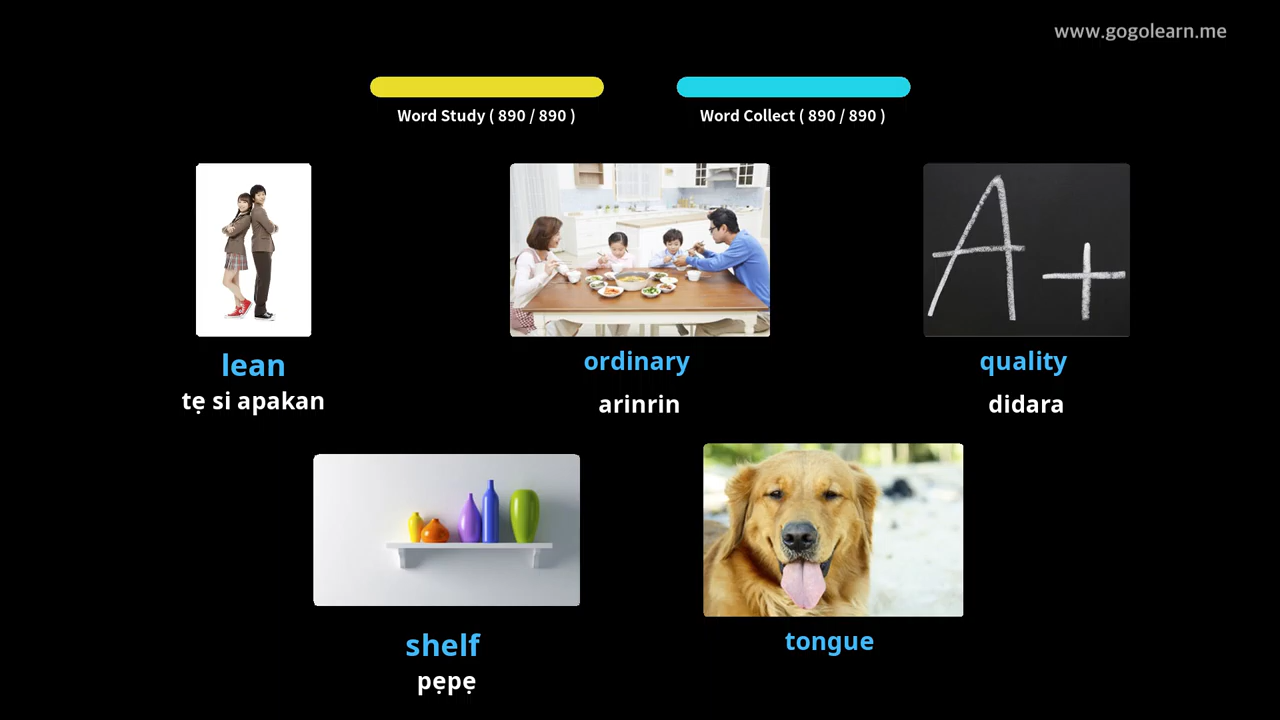 www.gogolearn.me
Word Study ( 890 / 890 )
Word Collect ( 890 / 890 )
A+
lean
ordinary
quality
tẹ si apakan
arinrin
didara
shelf
tongue
pẹpẹ